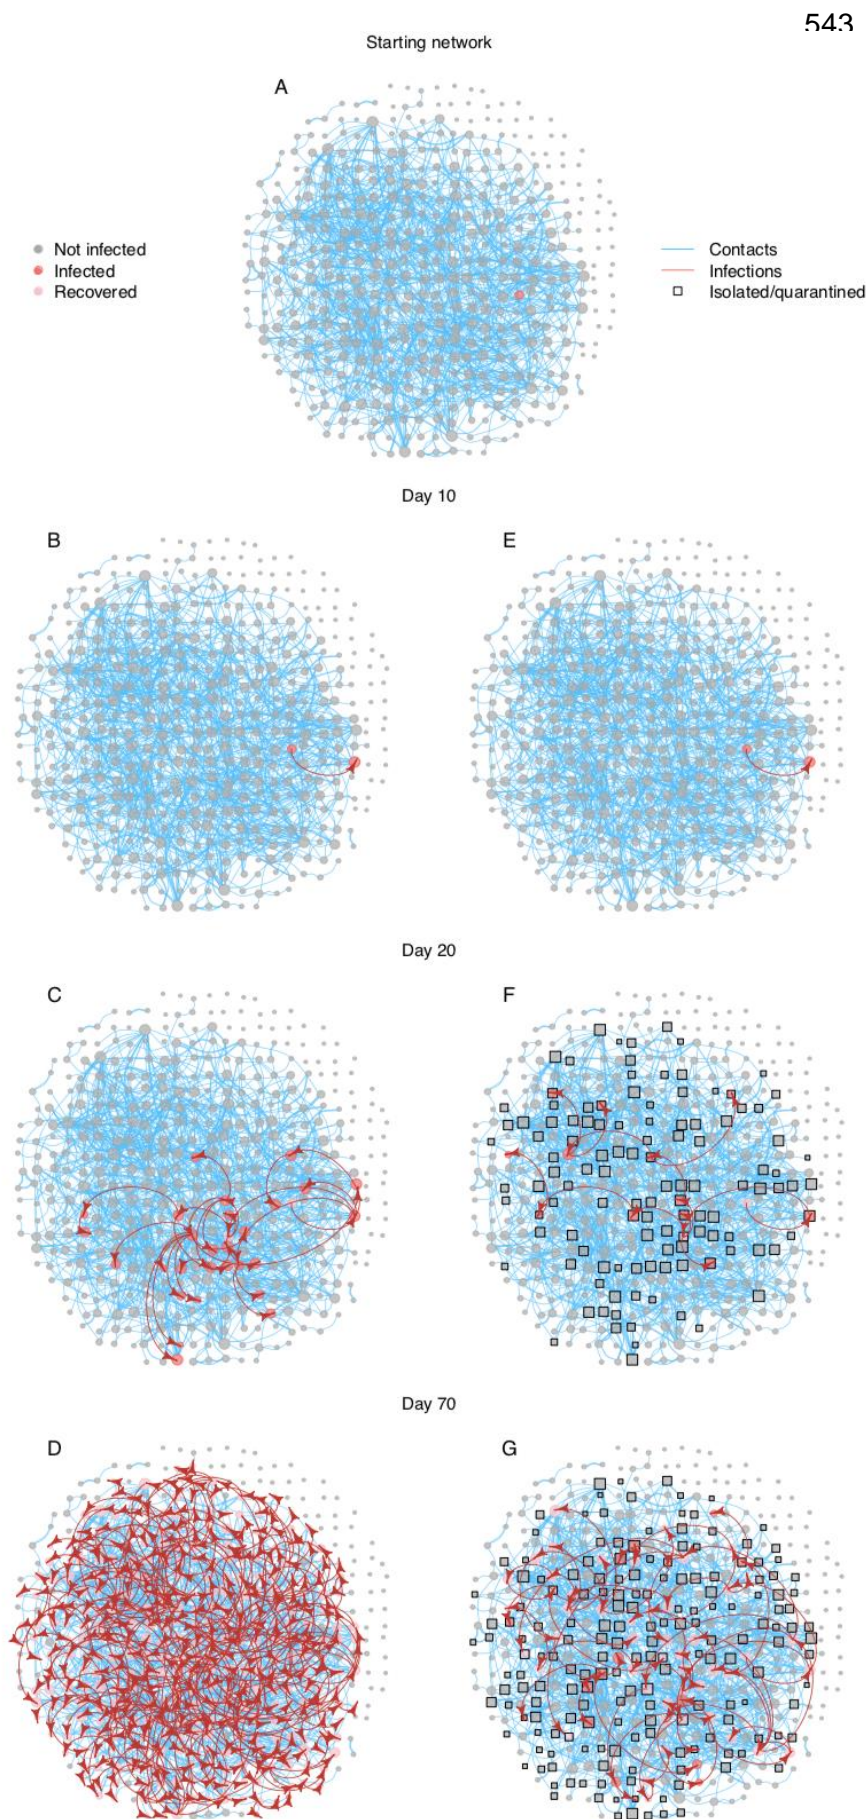 543
Starting network
A
Not infected
Infected
Recovered
Contacts
Infections
Isolated/quarantined
Day 10
B
E
Day 20
C
F
Day 70
D
G